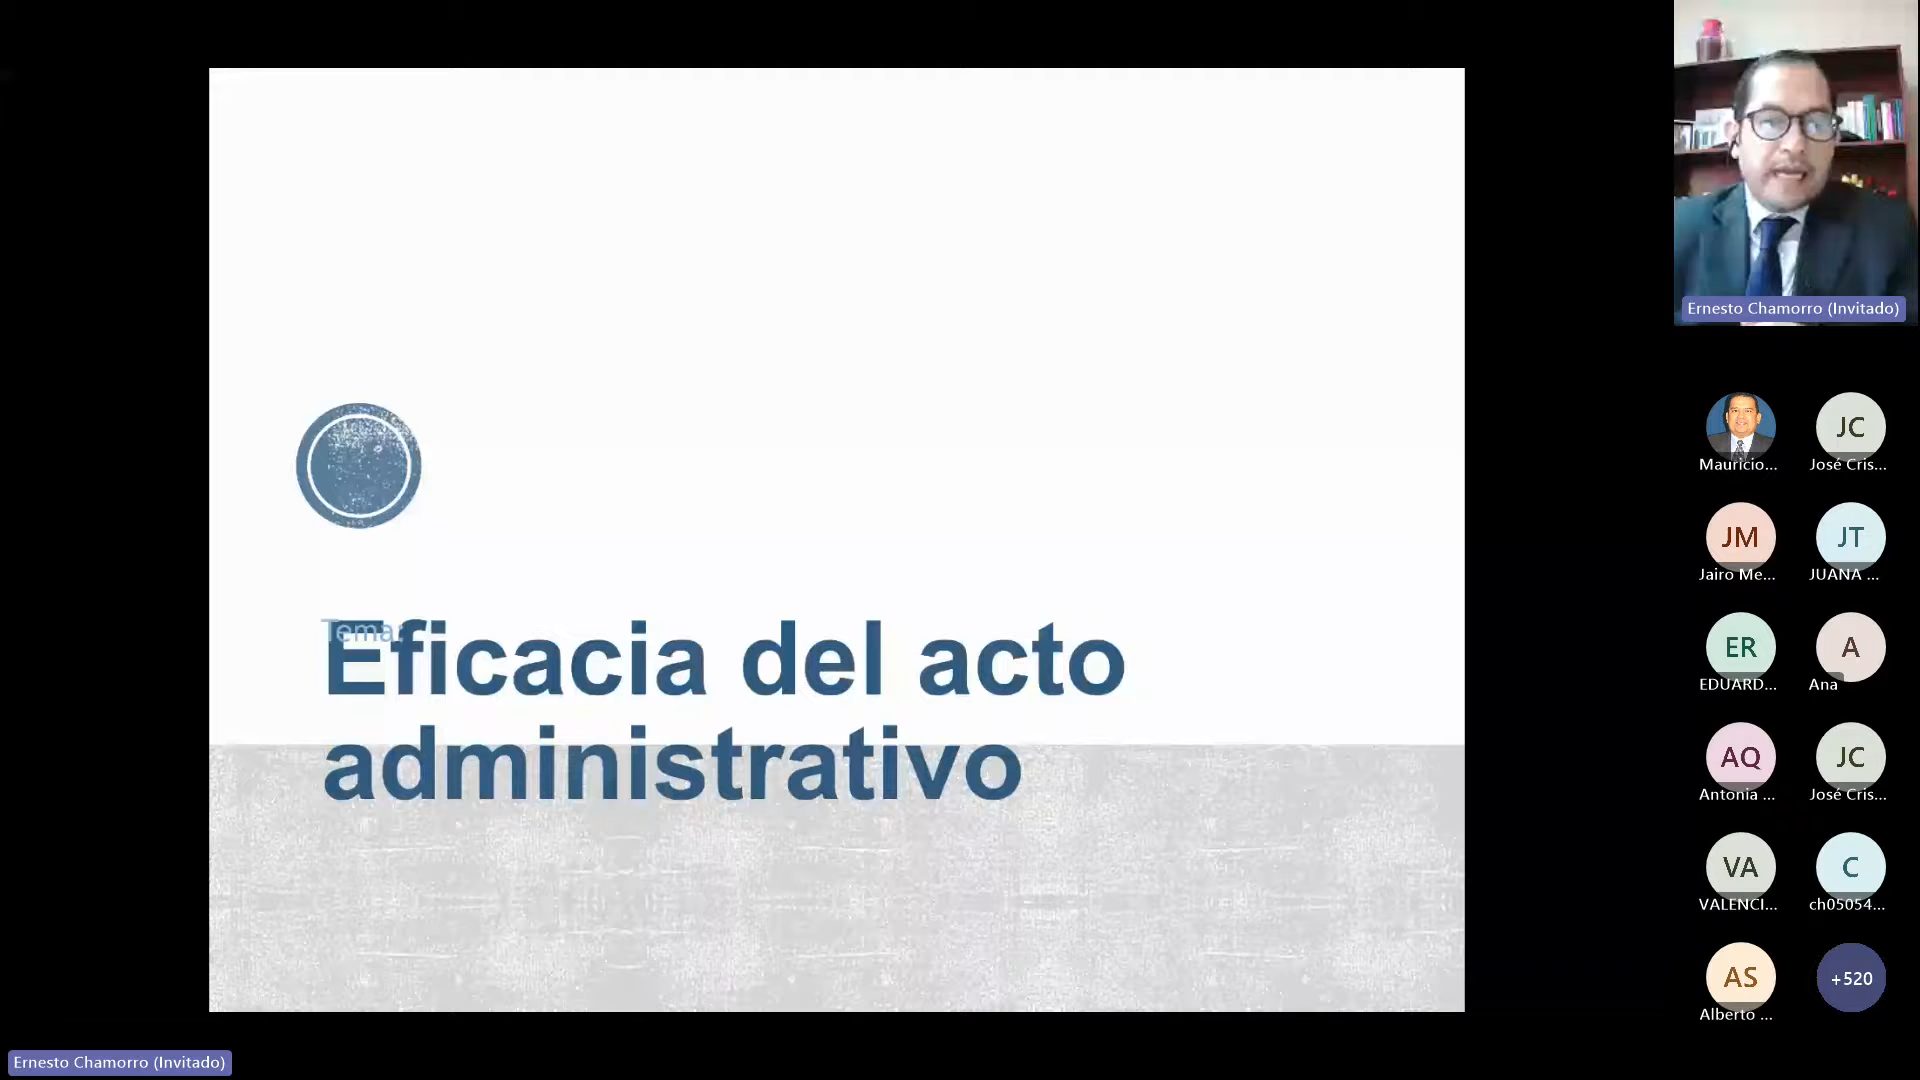 Tema:
Eficacia del acto
administrativo
Ernesto Chamorro (Invitado)
Mauricio...
JC
José Cris...
JM
Jairo Me...
JT
JUANA ...
ER
EDUARD...
A
Ana
AQ
Antonia ...
JC
José Cris...
VA
VALENCI...
C
ch05054...
AS
Alberto ...
+520
Ernesto Chamorro (Invitado)